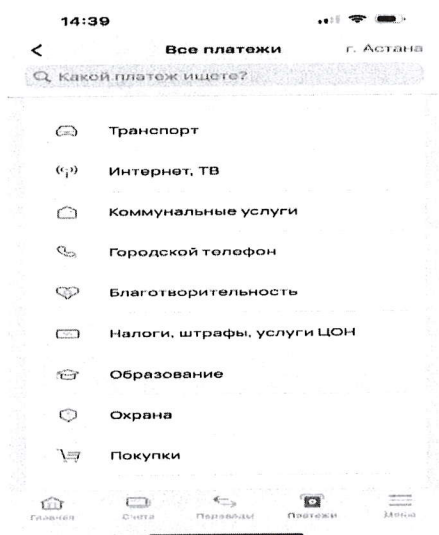 14:39
Все платежи г. Астана
Какой платеж ищете?
Транспорт
Интернет, ТВ
Коммунальные услуги
Городской телефон
Благотворительность
Налоги, штрафы, услуги ЦОН
Образование
Охрана
Покупки
Главная Счета Переводы Платежи Меню